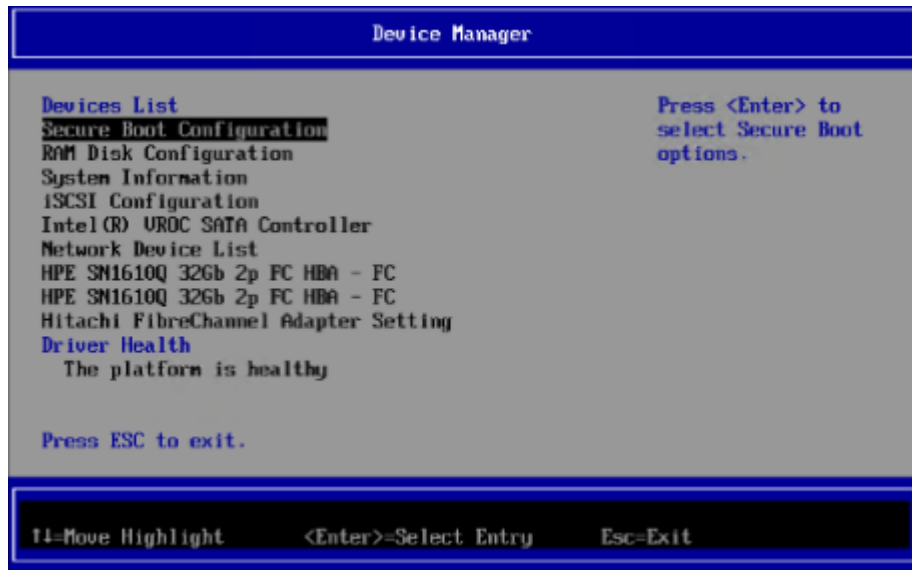 Device Manager
Devices List
Secure Boot Configuration
RAM Disk Configuration
System Information
iSCSI Configuration
Intel(R) VROC SATA Controller
Network Device List
HPE SN1610Q 32Gb 2p FC HBA - FC
HPE SN1610Q 32Gb 2p FC HBA - FC
Hitachi FibreChannel Adapter Setting
Driver Health
The platform is healthy
Press ESC to exit.
Press <Enter> to
select Secure Boot
options.
↑↓=Move Highlight <Enter>=Select Entry Esc=Exit